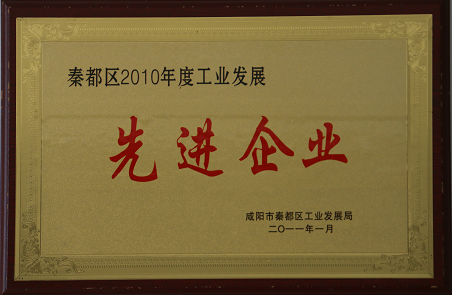 秦都区2010年度工业发展
先进企业
咸阳市秦都区工业发展局
二〇一一年一月